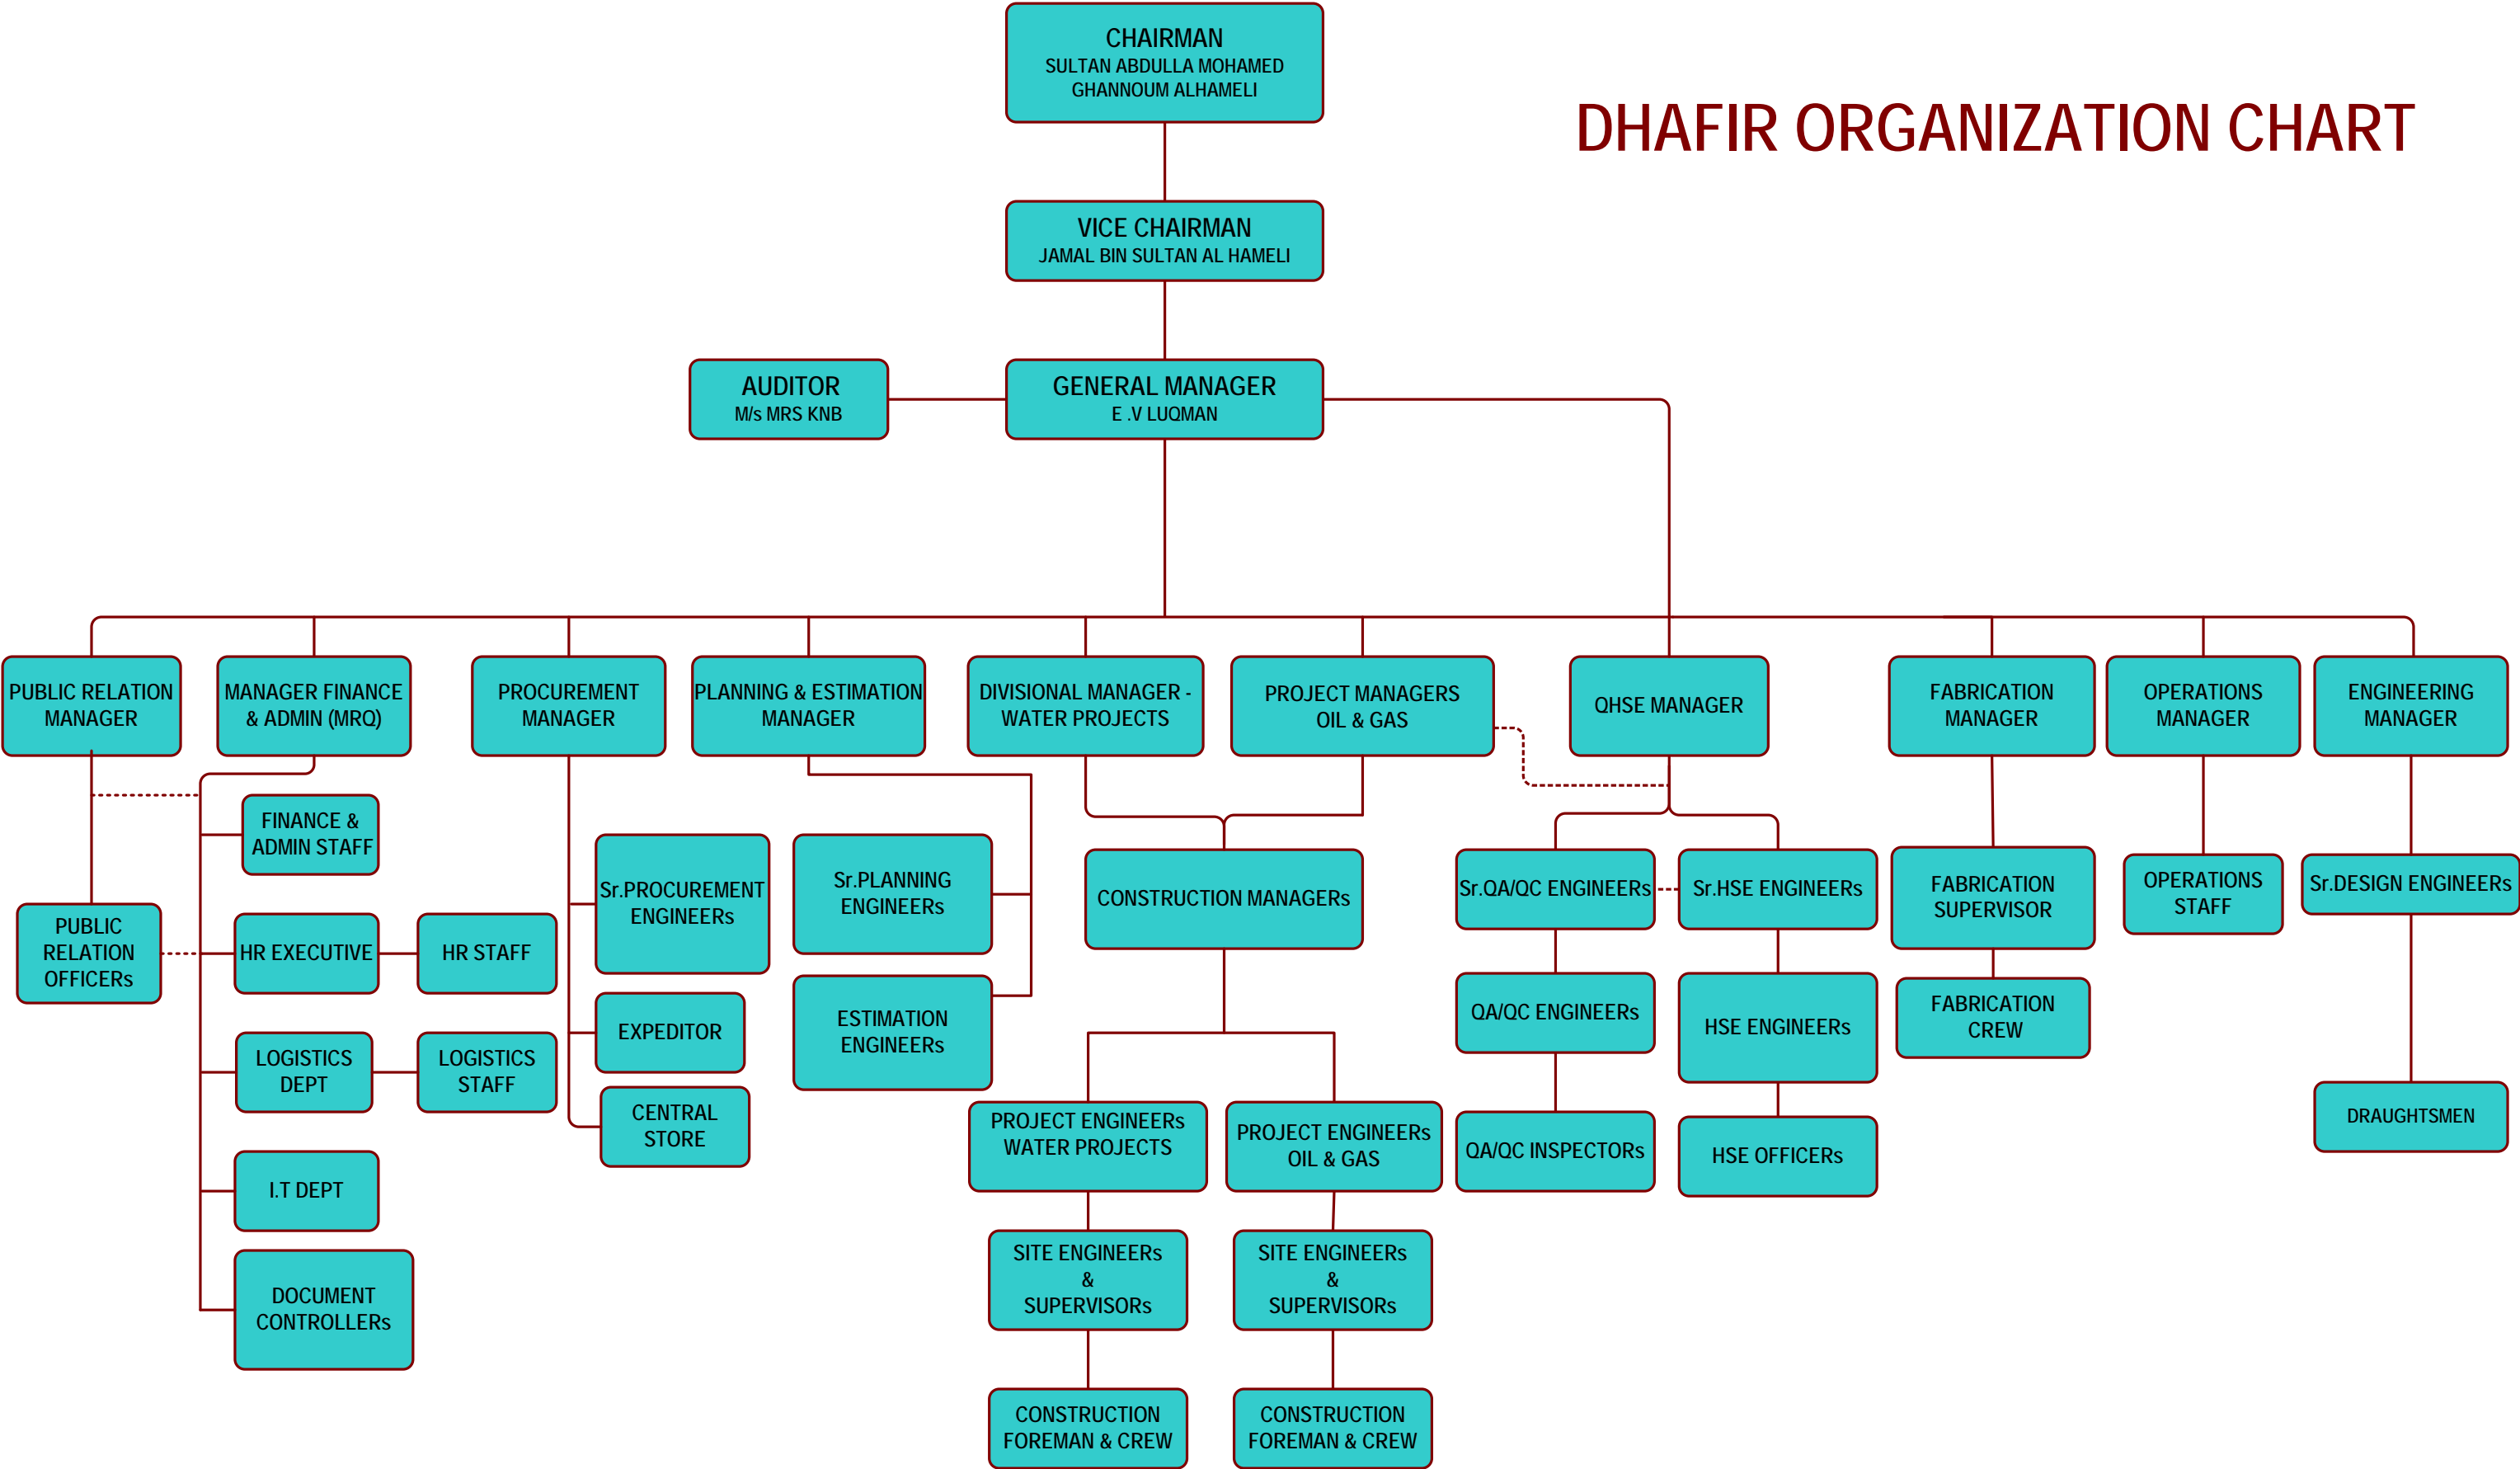 CHAIRMAN
SULTAN ABDULLA MOHAMED
GHANNOUM ALHAMELI
DHAFIR ORGANIZATION CHART
VICE CHAIRMAN
JAMAL BIN SULTAN AL HAMELI
AUDITOR
M/s MRS KNB
GENERAL MANAGER
E .V LUQMAN
PUBLIC RELATION
MANAGER
MANAGER FINANCE
& ADMIN (MRQ)
PROCUREMENT
MANAGER
PLANNING & ESTIMATION
MANAGER
DIVISIONAL MANAGER -
WATER PROJECTS
PROJECT MANAGERS
OIL & GAS
QHSE MANAGER
FABRICATION
MANAGER
OPERATIONS
MANAGER
ENGINEERING
MANAGER
FINANCE &
ADMIN STAFF
PUBLIC
RELATION
OFFICERs
HR EXECUTIVE
HR STAFF
LOGISTICS
DEPT
LOGISTICS
STAFF
I.T DEPT
DOCUMENT
CONTROLLERs
Sr.PROCUREMENT
ENGINEERs
EXPEDITOR
CENTRAL
STORE
Sr.PLANNING
ENGINEERs
ESTIMATION
ENGINEERs
CONSTRUCTION MANAGERs
PROJECT ENGINEERs
WATER PROJECTS
PROJECT ENGINEERs
OIL & GAS
SITE ENGINEERs
&
SUPERVISORs
SITE ENGINEERs
&
SUPERVISORs
CONSTRUCTION
FOREMAN & CREW
CONSTRUCTION
FOREMAN & CREW
Sr.QA/QC ENGINEERs
Sr.HSE ENGINEERs
QA/QC ENGINEERs
HSE ENGINEERs
QA/QC INSPECTORs
HSE OFFICERs
FABRICATION
SUPERVISOR
FABRICATION
CREW
OPERATIONS
STAFF
Sr.DESIGN ENGINEERs
DRAUGHTSMEN